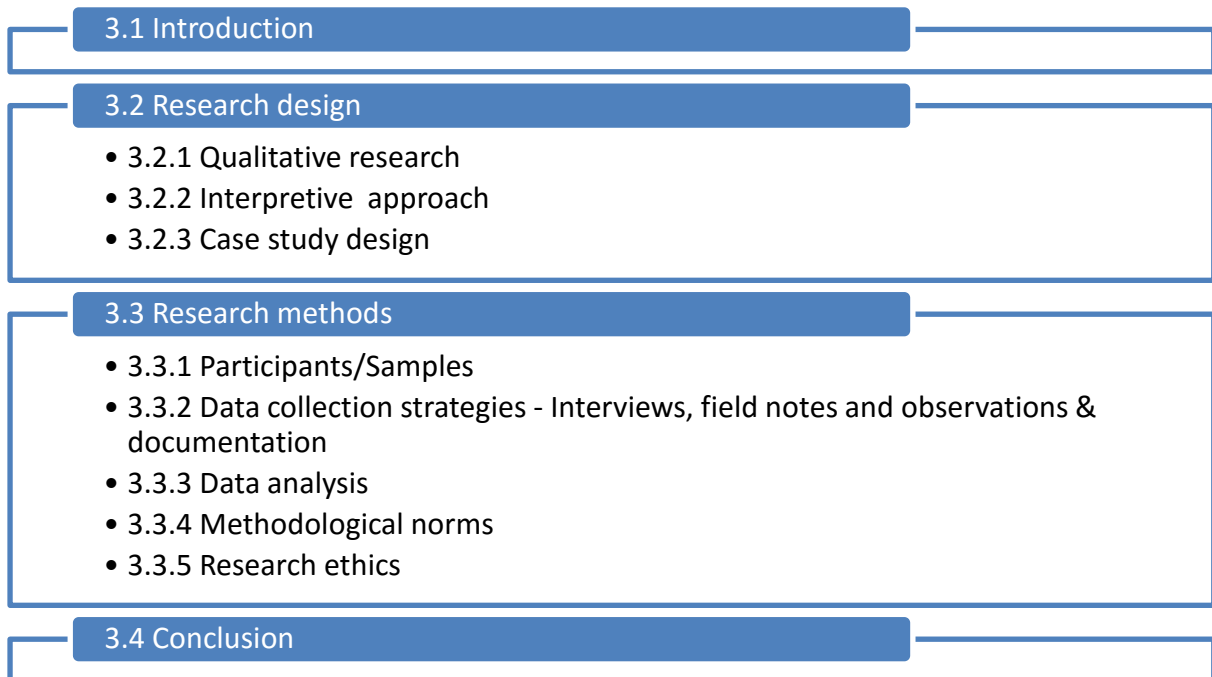 3.1 Introduction
3.2 Research design
• 3.2.1 Qualitative research
• 3.2.2 Interpretive  approach
• 3.2.3 Case study design
3.3 Research methods
• 3.3.1 Participants/Samples
• 3.3.2 Data collection strategies - Interviews, field notes and observations &
documentation
• 3.3.3 Data analysis
• 3.3.4 Methodological norms
• 3.3.5 Research ethics
3.4 Conclusion